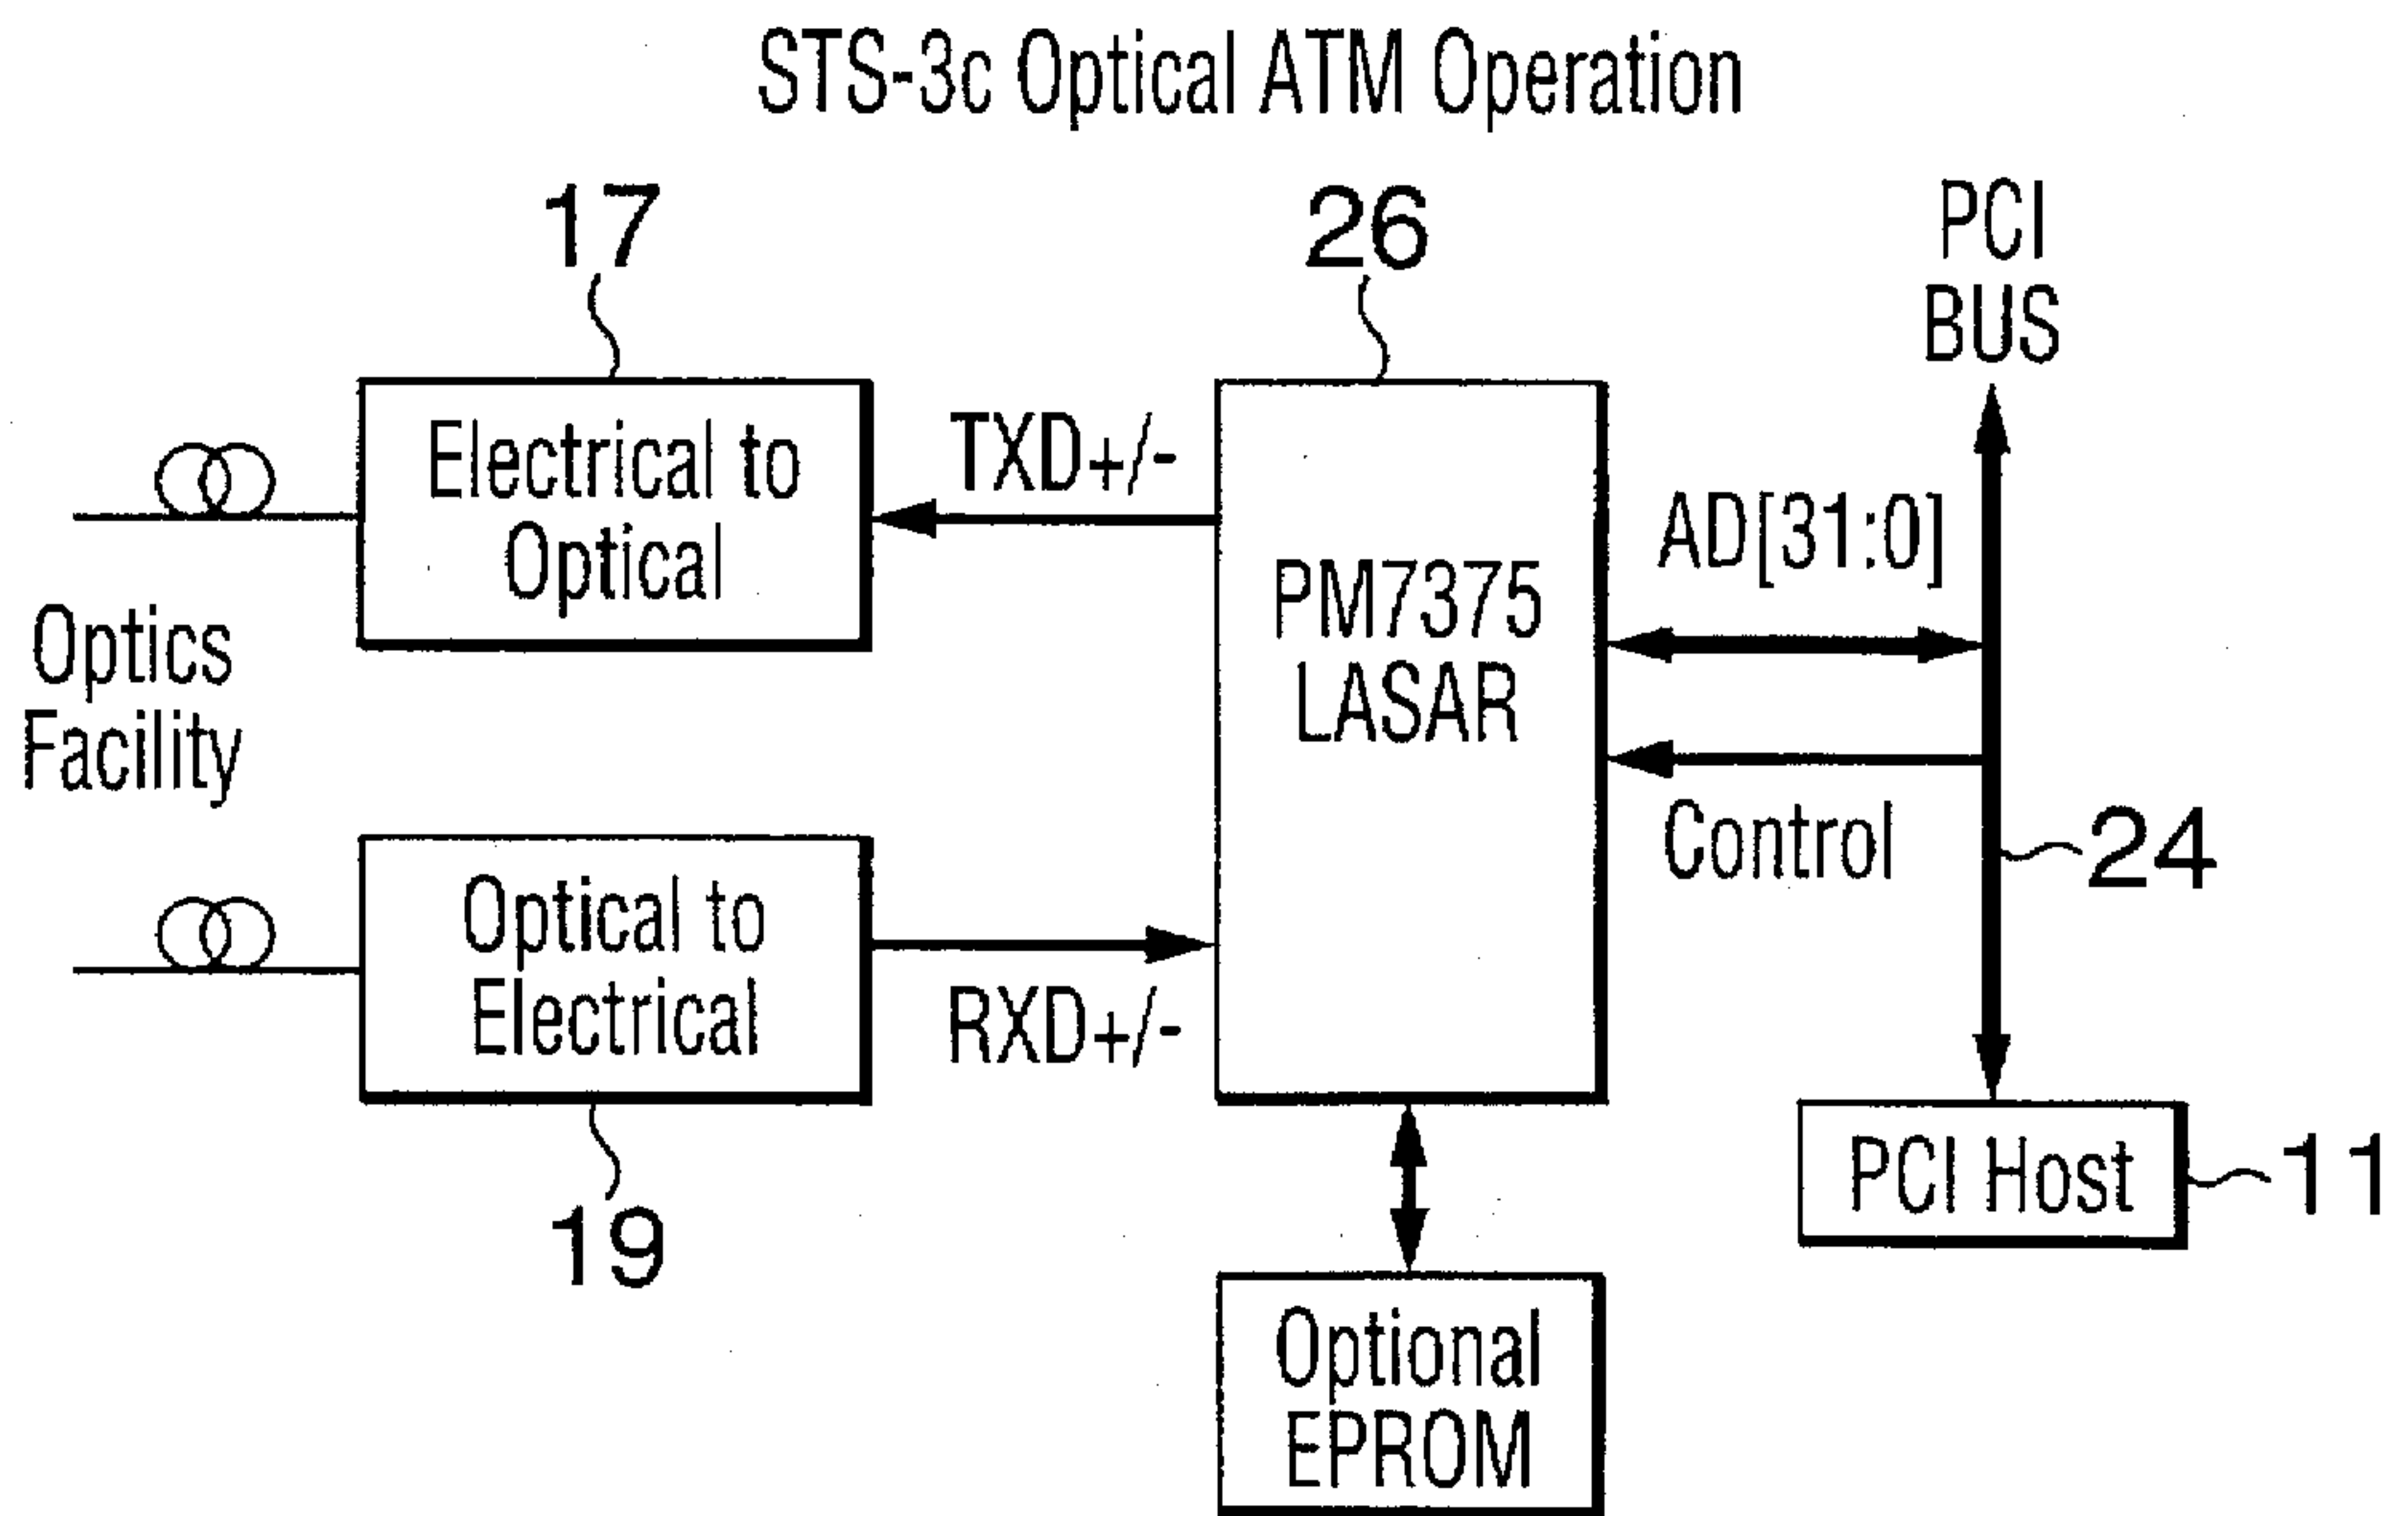 STS-3c Optical ATM Operation
17
26
PCI
BUS
Electrical to
Optical
TXD+/-
AD[31:0]
PM7375
LASAR
Optics
Facility
Control
24
Optical to
Electrical
RXD+/-
19
PCI Host
11
Optional
EPROM